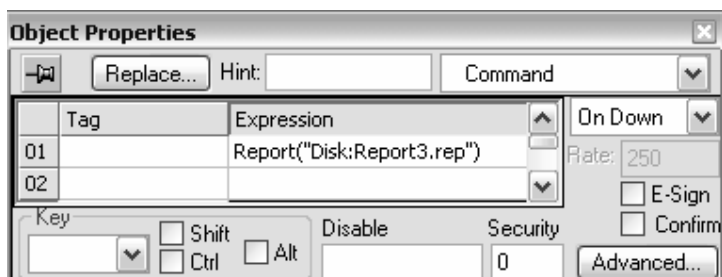 Object Properties
Replace... Hint: Command
Tag Expression On Down
01 Report("Disk:Report3.rep") Rate: 250
02 E-Sign
Key Shift Disable Security Confirm
Ctrl Alt 0 Advanced...